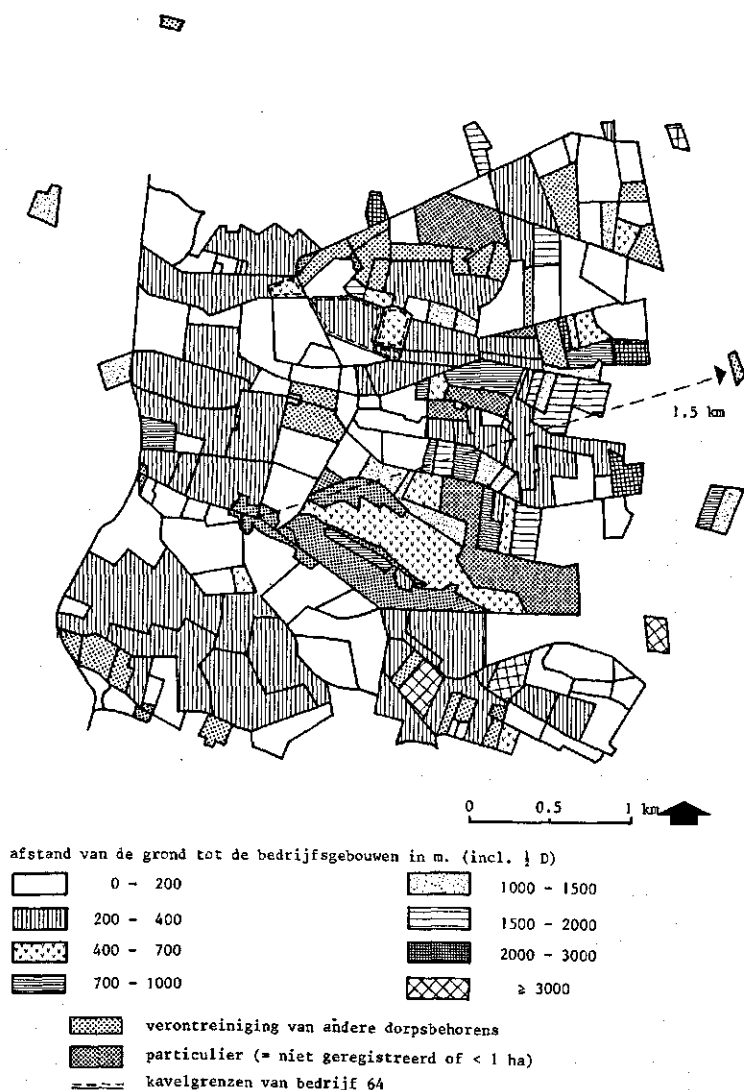 1.5 km
0 0.5 1 km
afstand van de grond tot de bedrijfsgebouwen in m. (incl. ½ D)
0 - 200
200 - 400
400 - 700
700 - 1000
1000 - 1500
1500 - 2000
2000 - 3000
≥ 3000
verontreiniging van andere dorpsbehorens
particulier (= niet geregistreerd of < 1 ha)
kavelgrenzen van bedrijf 64